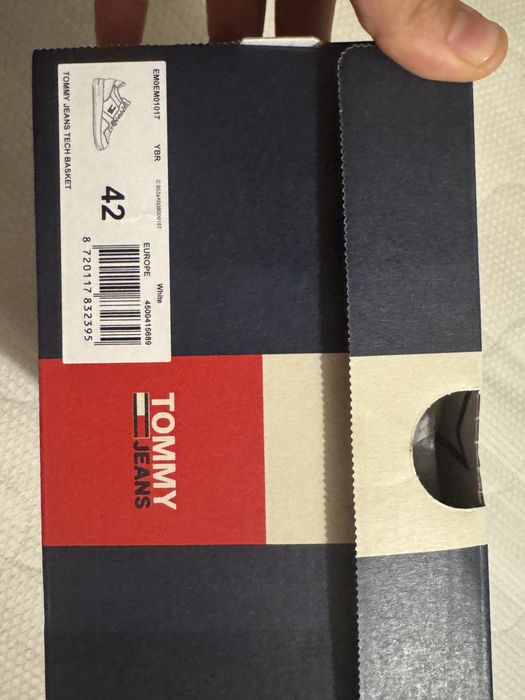 EM0EM01017 YBR
TOMMY JEANS TECH BASKET
42
EUROPE White
4500415689
8 720117 832395
TOMMY
JEANS